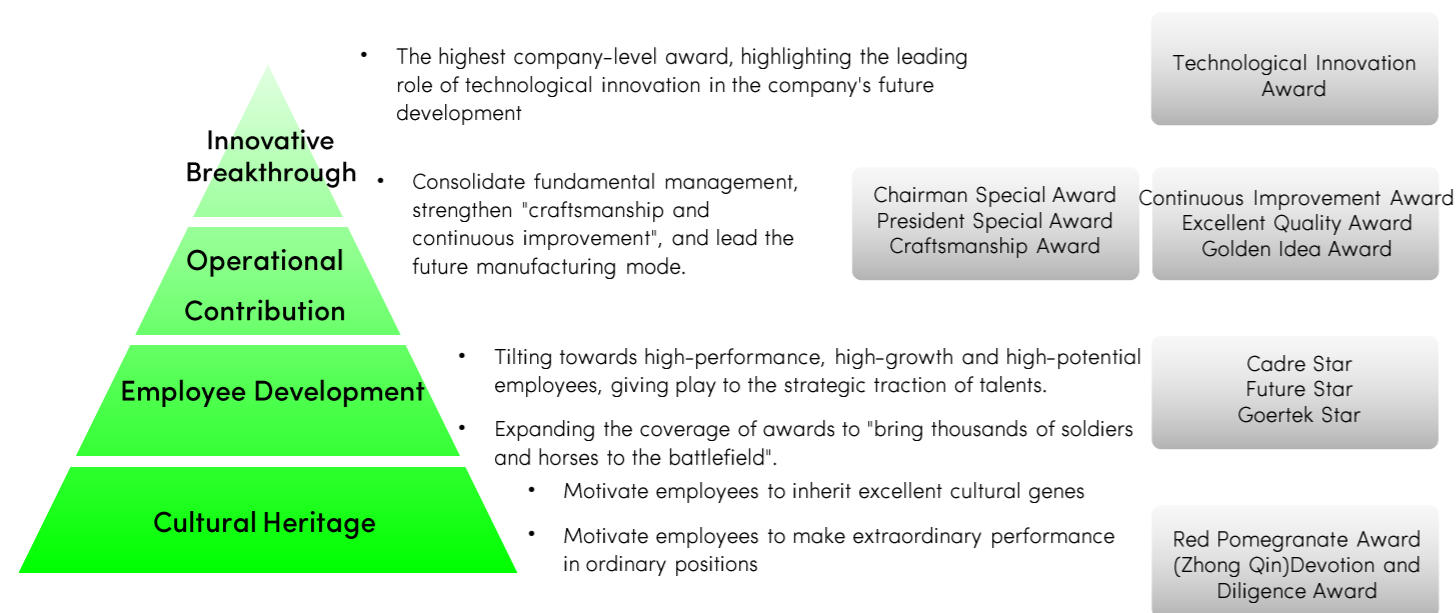 • The highest company-level award, highlighting the leading
role of technological innovation in the company's future
development
Technological Innovation
Award
Innovative
Breakthrough
• Consolidate fundamental management,
strengthen "craftsmanship and
continuous improvement", and lead the
future manufacturing mode.
Chairman Special Award
President Special Award
Craftsmanship Award
Continuous Improvement Award
Excellent Quality Award
Golden Idea Award
Operational
Contribution
• Tilting towards high-performance, high-growth and high-potential
employees, giving play to the strategic traction of talents.
• Expanding the coverage of awards to "bring thousands of soldiers
and horses to the battlefield".
Cadre Star
Future Star
Goertek Star
Employee Development
• Motivate employees to inherit excellent cultural genes
• Motivate employees to make extraordinary performance
in ordinary positions
Cultural Heritage
Red Pomegranate Award
(Zhong Qin)Devotion and
Diligence Award